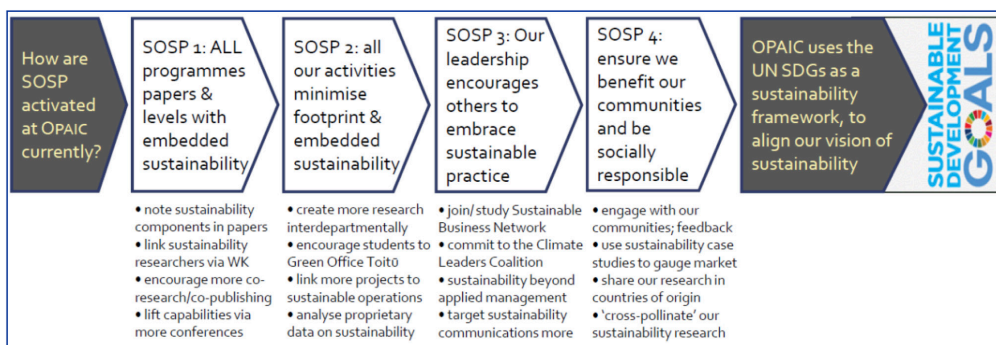 How are
SOSP
activated
at OPAIC
currently?
SOSP 1: ALL
programmes
papers &
levels with
embedded
sustainability
SOSP 2: all
our activities
minimise
footprint &
embedded
sustainability
SOSP 3: Our
leadership
encourages
others to
embrace
sustainable
practice
SOSP 4:
ensure we
benefit our
communities
and be
socially
responsible
OPAIC uses the
UN SDGs as a
sustainability
framework, to
align our vision of
sustainability
SUSTAINABLE
DEVELOPMENT
GOALS
• note sustainability
components in papers
• link sustainability
researchers via WK
• encourage more co-
research/co-publishing
• lift capabilities via
more conferences
• create more research
interdepartmentally
• encourage students to
Green Office Toitū
• link more projects to
sustainable operations
• analyse proprietary
data on sustainability
• join/ study Sustainable
Business Network
• commit to the Climate
Leaders Coalition
• sustainability beyond
applied management
• target sustainability
communications more
• engage with our
communities; feedback
• use sustainability case
studies to gauge market
• share our research in
countries of origin
• 'cross-pollinate' our
sustainability research